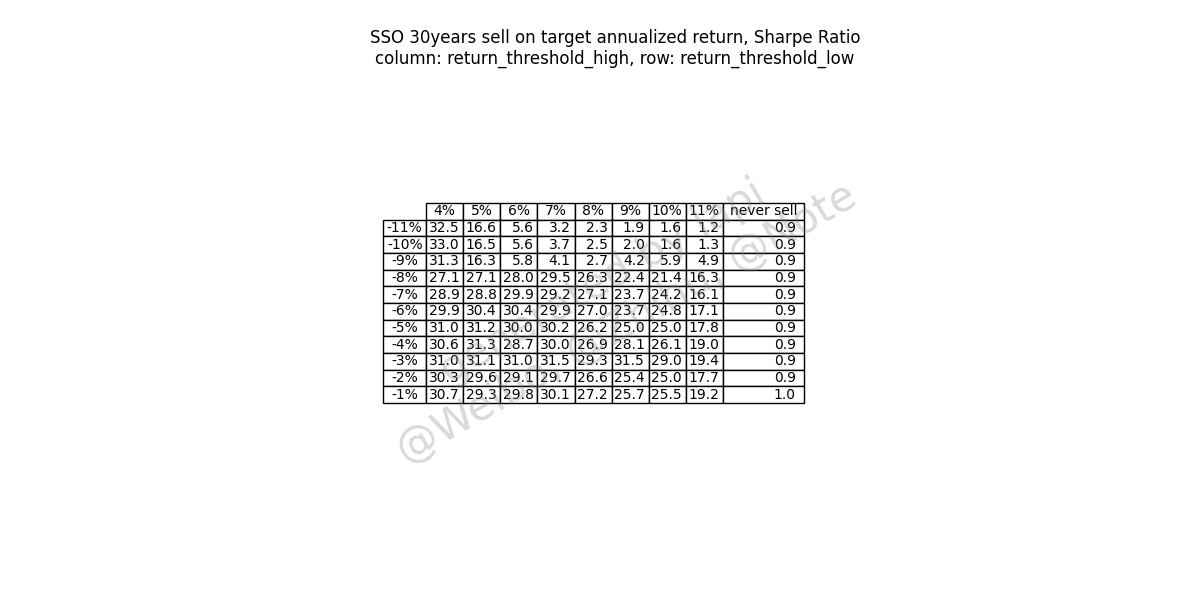 SSO 30years sell on target annualized return, Sharpe Ratio
column: return_threshold_high, row: return_threshold_low
4% 5% 6% 7% 8% 9% 10% 11% never sell
-11% 32.5 16.6 5.6 3.2 2.3 1.9 1.6 1.2 0.9
-10% 33.0 16.5 5.6 3.7 2.5 2.0 1.6 1.3 0.9
-9% 31.3 16.3 5.8 4.1 2.7 4.2 5.9 4.9 0.9
-8% 27.1 27.1 28.0 29.5 26.3 22.4 21.4 16.3 0.9
-7% 28.9 28.8 29.9 29.2 27.1 23.7 24.2 16.1 0.9
-6% 29.9 30.4 30.4 29.9 27.0 23.7 24.8 17.1 0.9
-5% 31.0 31.2 30.0 30.2 26.2 25.0 25.0 17.8 0.9
-4% 30.6 31.3 28.7 30.0 26.9 28.1 26.1 19.0 0.9
-3% 31.0 31.1 31.0 31.5 29.3 31.5 29.0 19.4 0.9
-2% 30.3 29.6 29.1 29.7 26.6 25.4 25.0 17.7 0.9
-1% 30.7 29.3 29.8 30.1 27.2 25.7 25.5 19.2 1.0
generated by
@Note